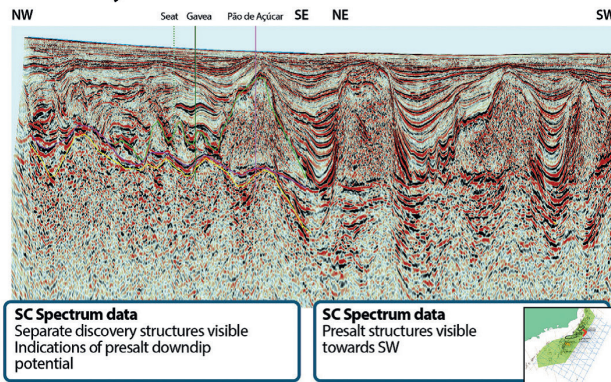 NW Seat Gavea Pão de Açúcar SE NE SW
SC Spectrum data
Separate discovery structures visible
Indications of presalt downdip
potential
SC Spectrum data
Presalt structures visible
towards SW